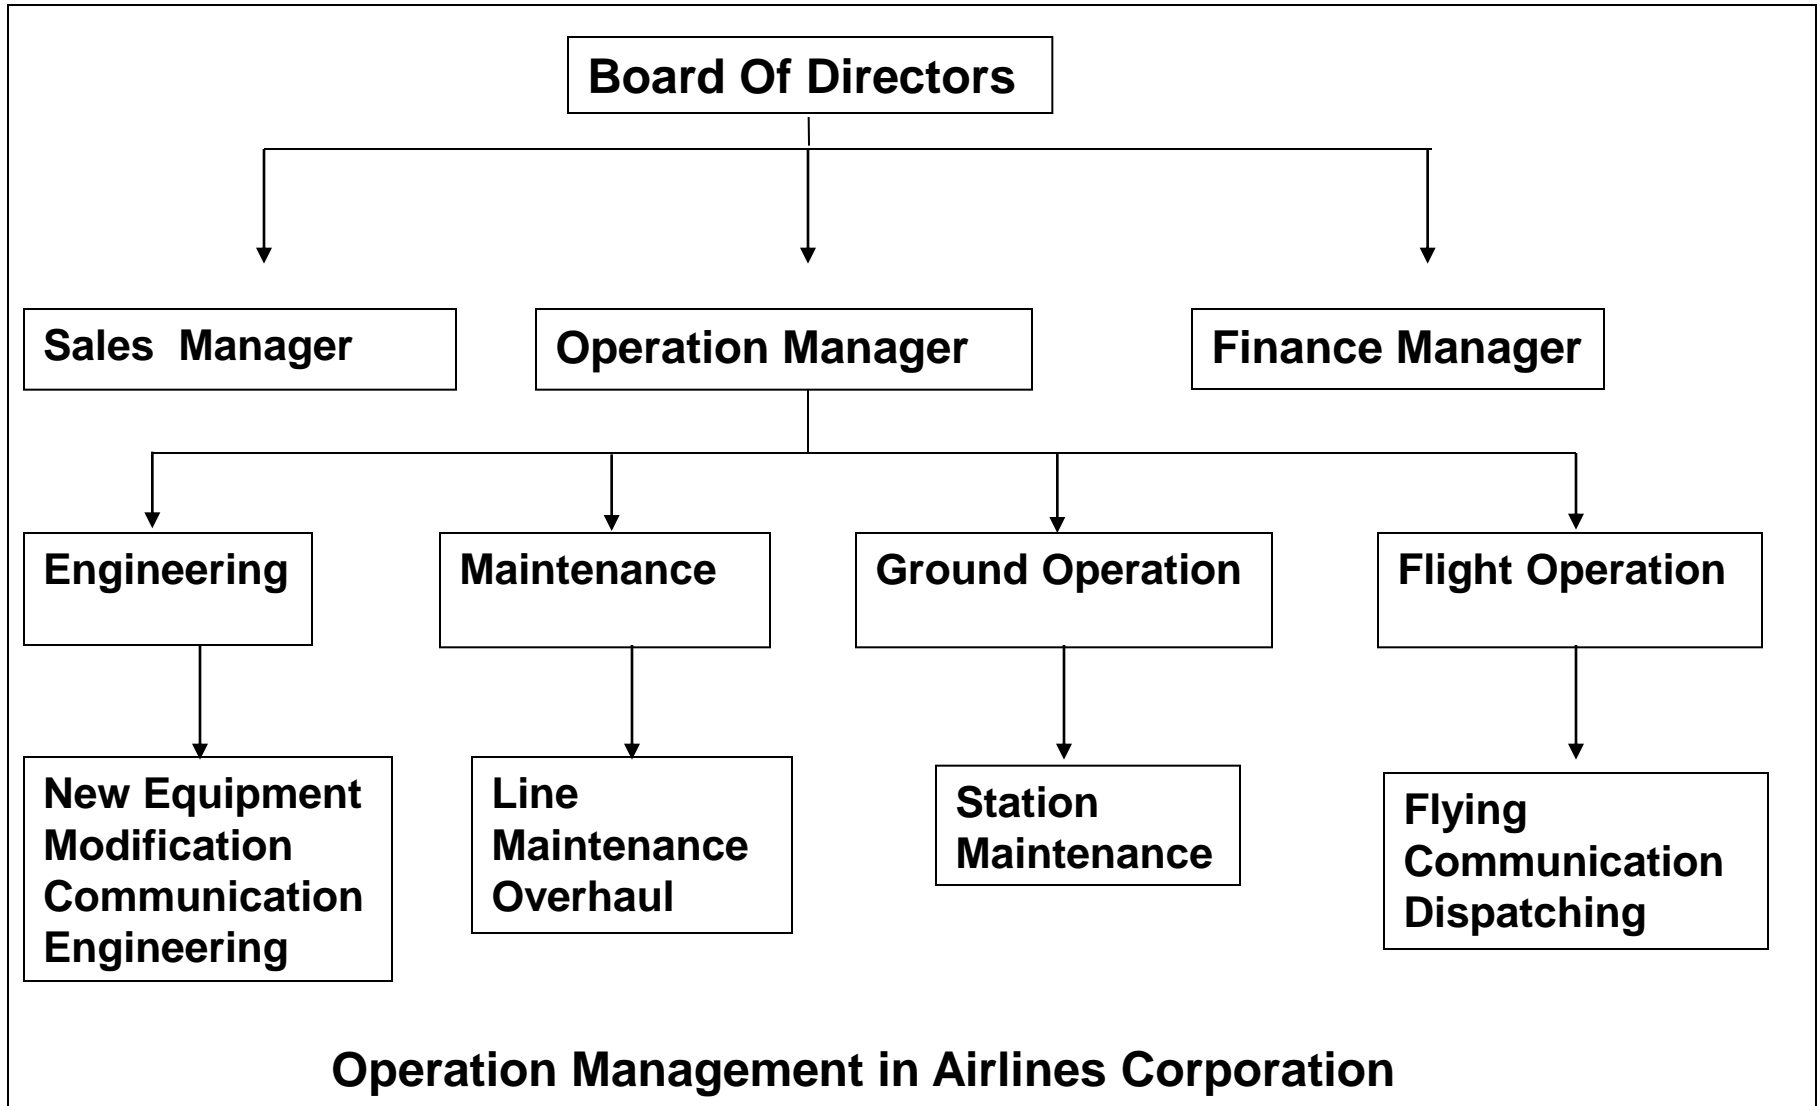 Board Of Directors
Sales Manager
Operation Manager
Finance Manager
Engineering
Maintenance
Ground Operation
Flight Operation
New Equipment
Modification
Communication
Engineering
Line
Maintenance
Overhaul
Station
Maintenance
Flying
Communication
Dispatching
Operation Management in Airlines Corporation